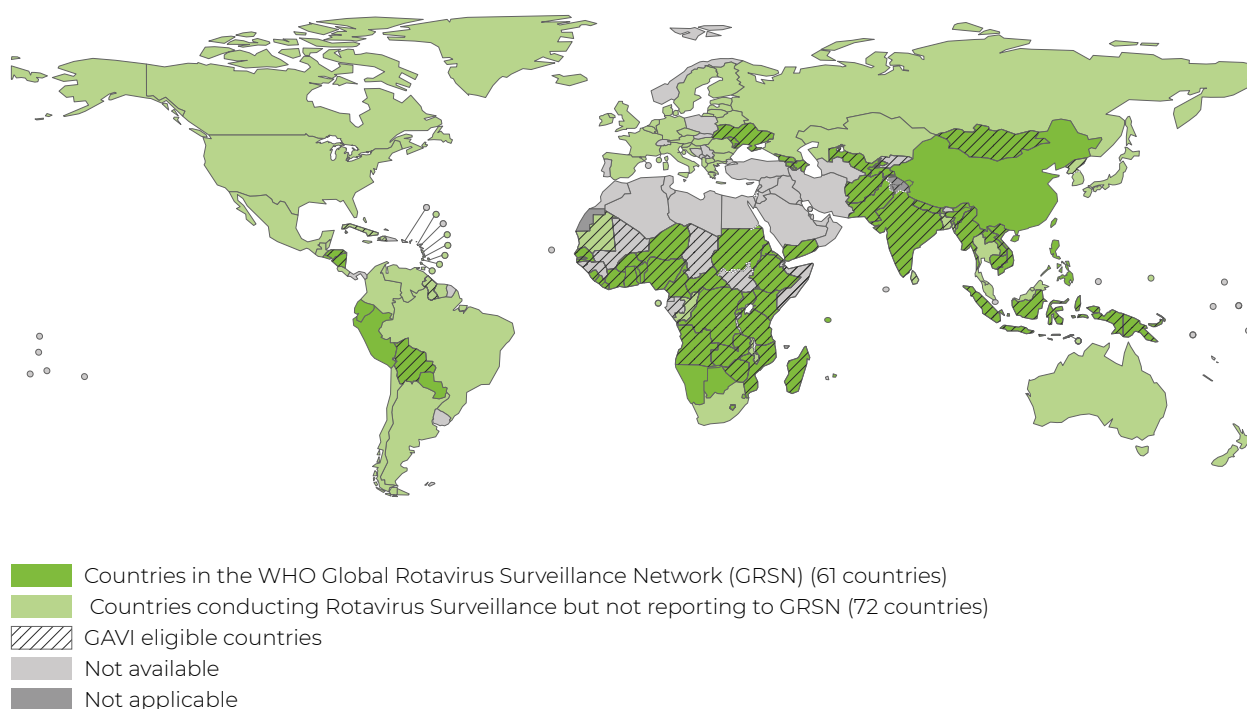 Countries in the WHO Global Rotavirus Surveillance Network (GRSN) (61 countries)
Countries conducting Rotavirus Surveillance but not reporting to GRSN (72 countries)
GAVI eligible countries
Not available
Not applicable